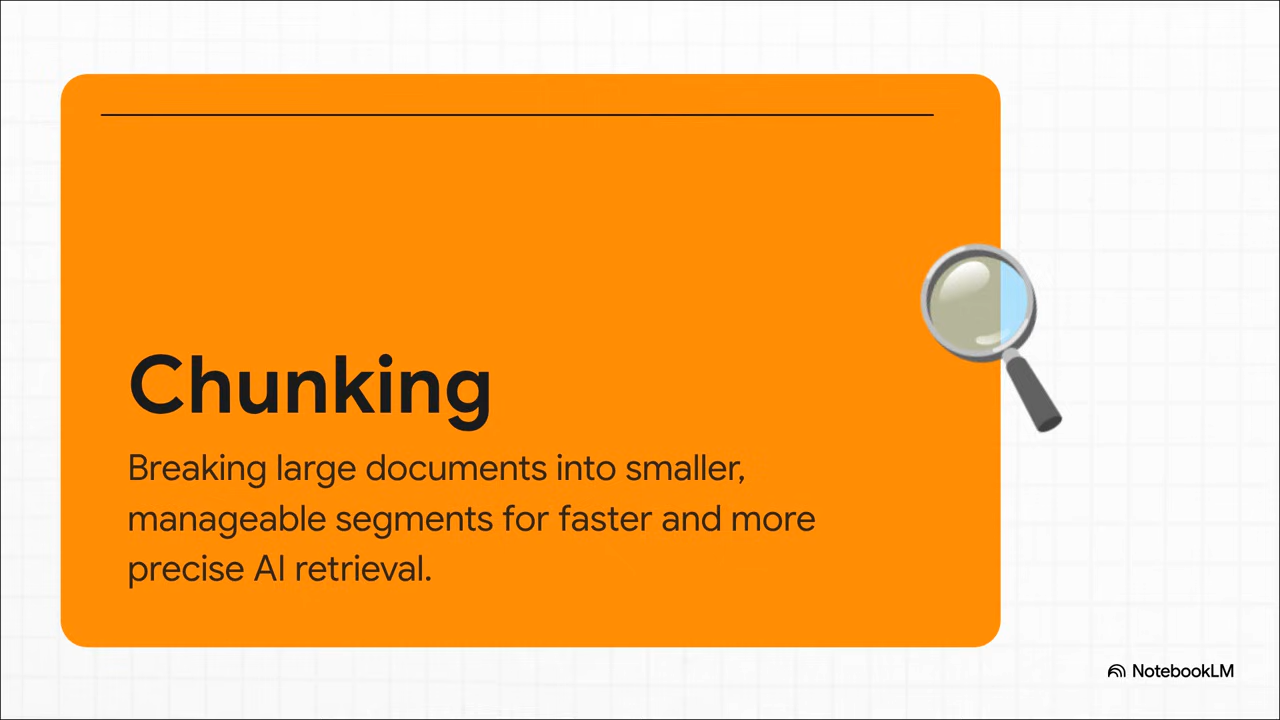 Chunking
Breaking large documents into smaller,
manageable segments for faster and more
precise AI retrieval.
NotebookLM